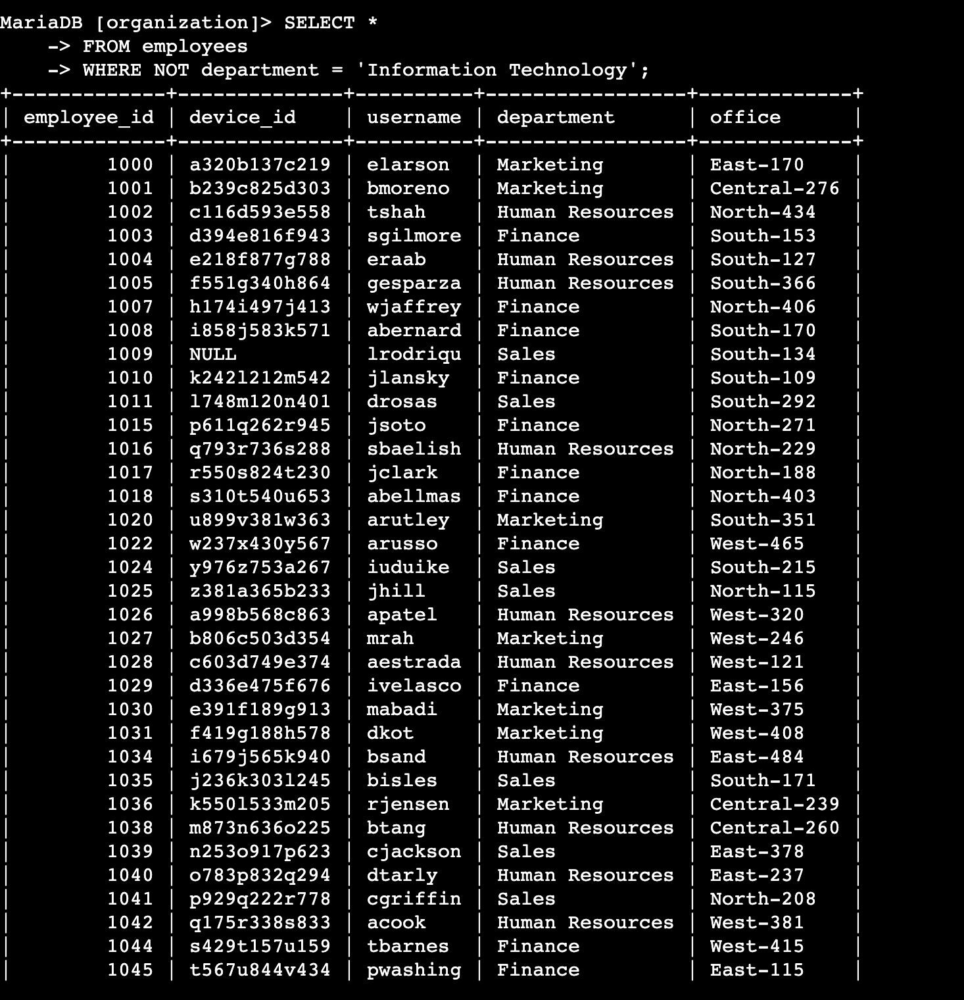 MariaDB [organization]> SELECT *
    -> FROM employees
    -> WHERE NOT department = 'Information Technology';
+-------------+--------------+----------+-----------------+-------------+
| employee_id | device_id    | username | department      | office      |
+-------------+--------------+----------+-----------------+-------------+
|        1000 | a320b137c219 | elarson  | Marketing       | East-170    |
|        1001 | b239c825d303 | bmoreno  | Marketing       | Central-276 |
|        1002 | c116d593e558 | tshah    | Human Resources | North-434   |
|        1003 | d394e816f943 | sgilmore | Finance         | South-153   |
|        1004 | e218f877g788 | eraab    | Human Resources | South-127   |
|        1005 | f551g340h864 | gesparza | Human Resources | South-366   |
|        1007 | h174i497j413 | wjaffrey | Finance         | North-406   |
|        1008 | i858j583k571 | abernard | Finance         | South-170   |
|        1009 | NULL         | lrodriqu | Sales           | South-134   |
|        1010 | k242l212m542 | jlansky  | Finance         | South-109   |
|        1011 | l748m120n401 | drosas   | Sales           | South-292   |
|        1015 | p611q262r945 | jsoto    | Finance         | North-271   |
|        1016 | q793r736s288 | sbaelish | Human Resources | North-229   |
|        1017 | r550s824t230 | jclark   | Finance         | North-188   |
|        1018 | s310t540u653 | abellmas | Finance         | North-403   |
|        1020 | u899v381w363 | arutley  | Marketing       | South-351   |
|        1022 | w237x430y567 | arusso   | Finance         | West-465    |
|        1024 | y976z753a267 | iuduike  | Sales           | South-215   |
|        1025 | z381a365b233 | jhill    | Sales           | North-115   |
|        1026 | a998b568c863 | apatel   | Human Resources | West-320    |
|        1027 | b806c503d354 | mrah     | Marketing       | West-246    |
|        1028 | c603d749e374 | aestrada | Human Resources | West-121    |
|        1029 | d336e475f676 | ivelasco | Finance         | East-156    |
|        1030 | e391f189g913 | mabadi   | Marketing       | West-375    |
|        1031 | f419g188h578 | dkot     | Marketing       | West-408    |
|        1034 | i679j565k940 | bsand    | Human Resources | East-484    |
|        1035 | j236k303l245 | bisles   | Sales           | South-171   |
|        1036 | k550l533m205 | rjensen  | Marketing       | Central-239 |
|        1038 | m873n636o225 | btang    | Human Resources | Central-260 |
|        1039 | n253o917p623 | cjackson | Sales           | East-378    |
|        1040 | o783p832q294 | dtarly   | Human Resources | East-237    |
|        1041 | p929q222r778 | cgriffin | Sales           | North-208   |
|        1042 | q175r338s833 | acook    | Human Resources | West-381    |
|        1044 | s429t157u159 | tbarnes  | Finance         | West-415    |
|        1045 | t567u844v434 | pwashing | Finance         | East-115    |